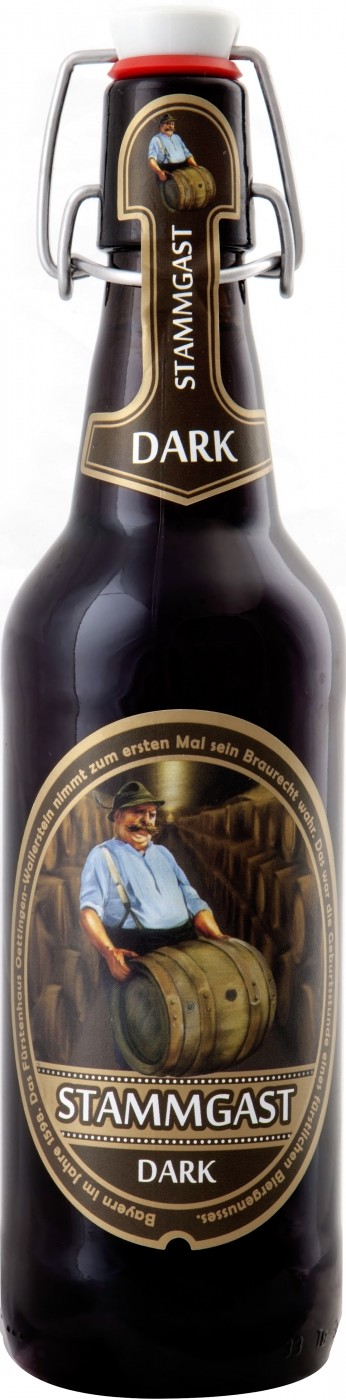 STAMMGAST
DARK
Bayern im Jahre 1598. Das Fürstenhaus Oettingen-Wallerstein nimmt zum ersten Mal sein Braurecht wahr. Das war die Geburtsstunde eines fürstlichen Biergenusses.
STAMMGAST
DARK